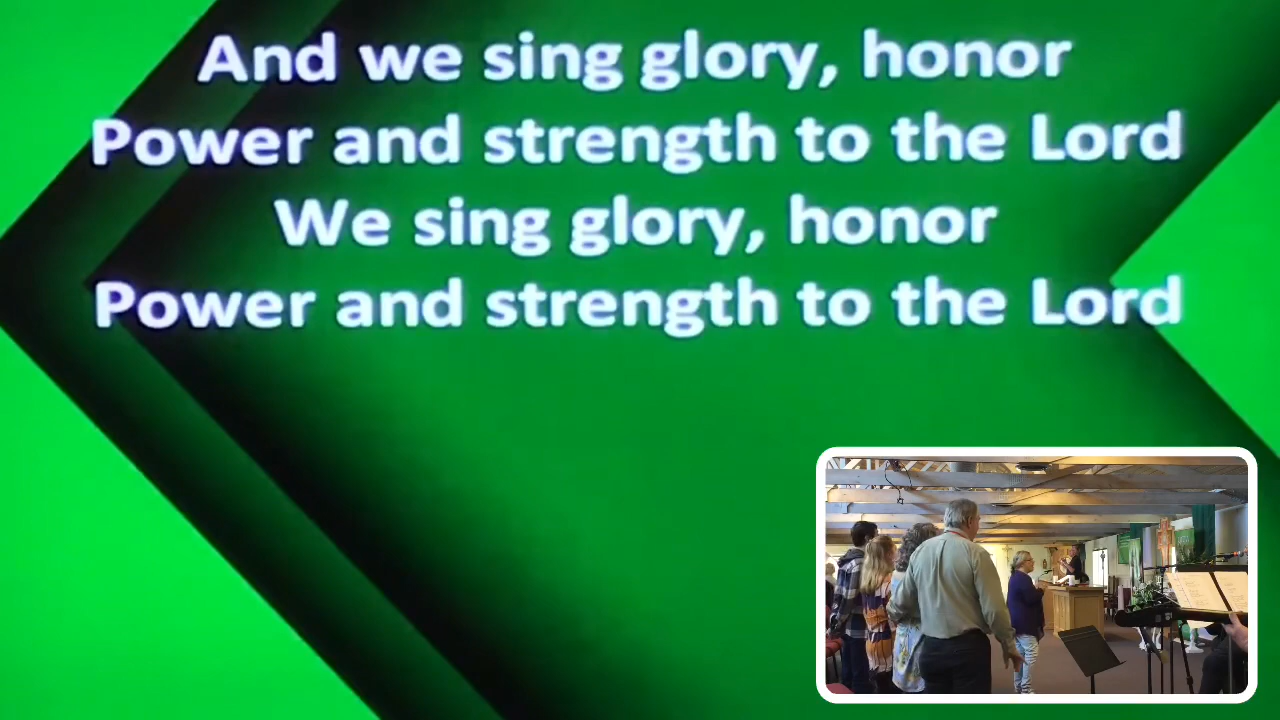 And we sing glory, honor
Power and strength to the Lord
We sing glory, honor
Power and strength to the Lord